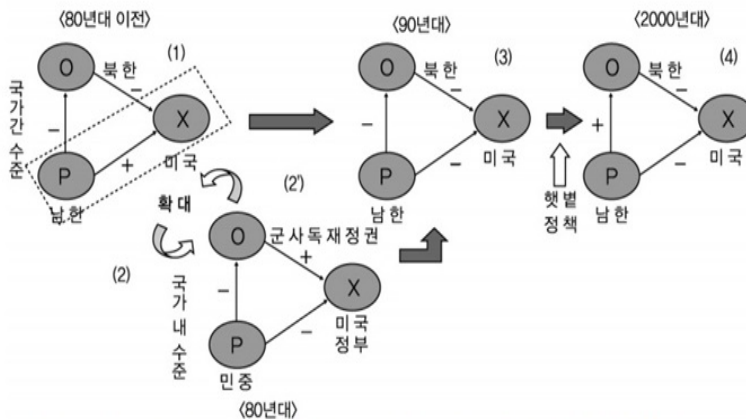 〈80년대 이전〉
〈90년대〉
〈2000년대〉
(1)
(3)
(4)
O
북한
O
북한
O
북한
−
−
−
X
X
X
국가간 수준
−
−
+
+
−
−
미국
미국
미국
P
P
P
남한
남한
남한
햇볕
정책
확대
(2')
(2)
O
군사독재정권
+
국가 내 수준
−
X
−
미국
정부
P
민중
〈80년대〉